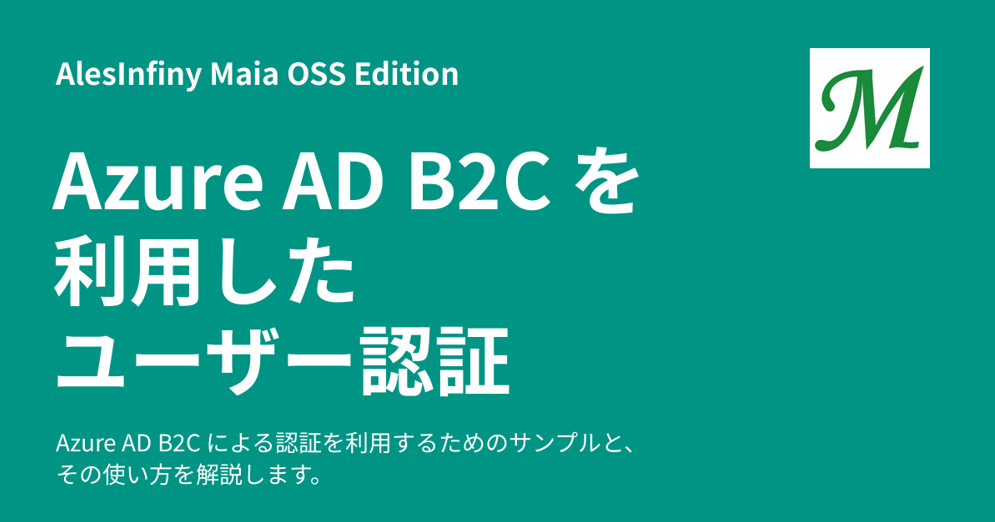 AlesInfiny Maia OSS Edition
M
Azure AD B2C を
利用した
ユーザー認証
Azure AD B2C による認証を利用するためのサンプルと、
その使い方を解説します。